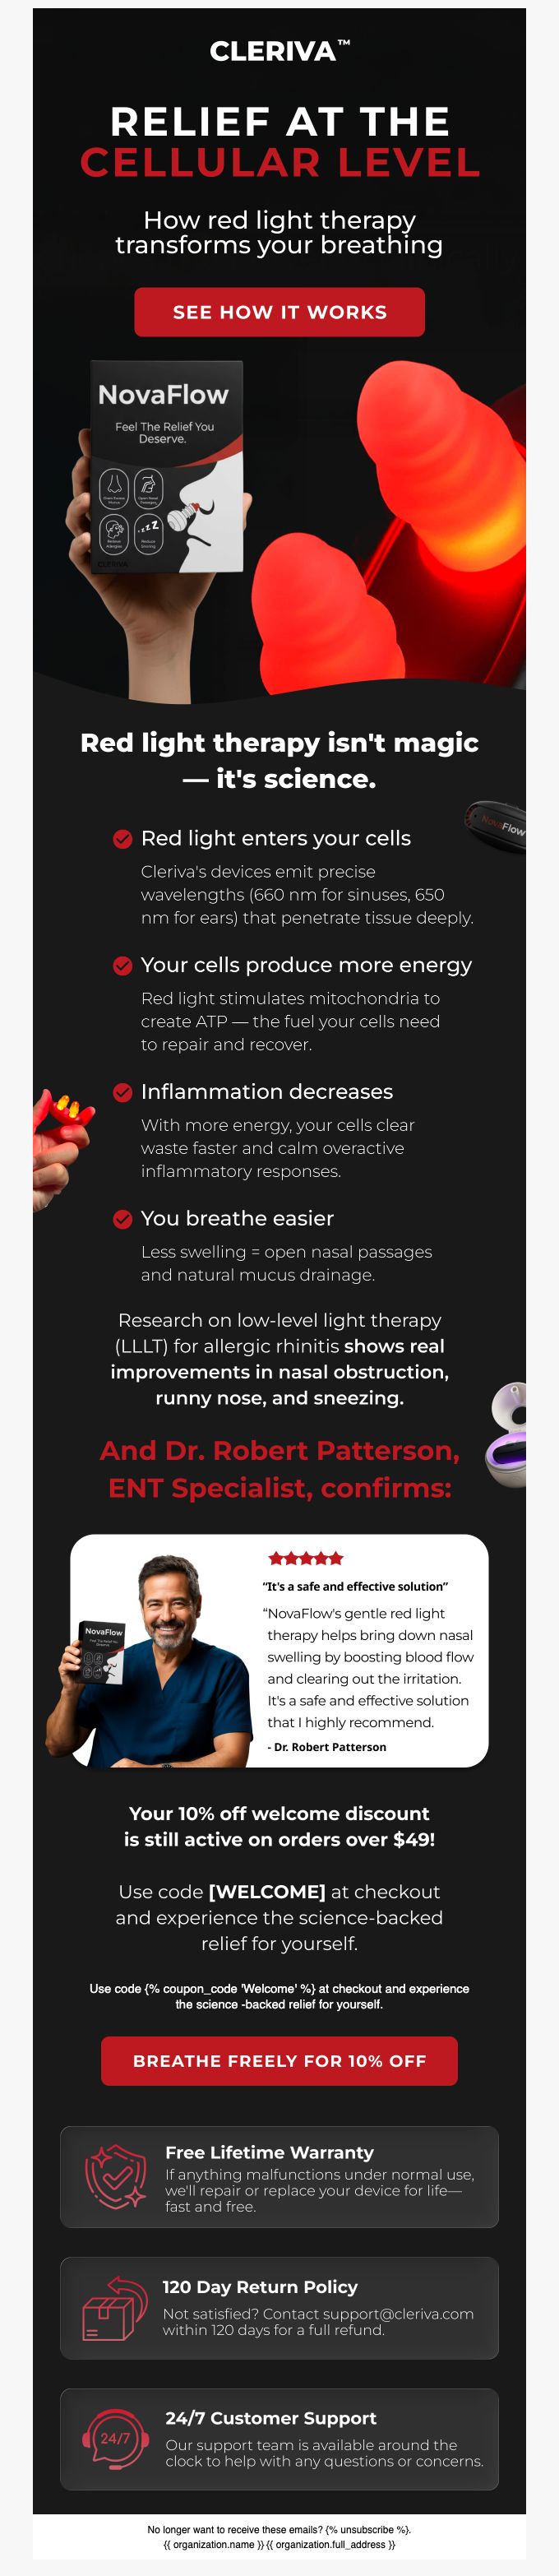 CLERIVA™
RELIEF AT THE
CELLULAR LEVEL
How red light therapy
transforms your breathing
SEE HOW IT WORKS
NovaFlow
Feel The Relief You
Deserve.
CLERIVA
Red light therapy isn't magic
— it's science.
NovaFlow
Red light enters your cells
Cleriva's devices emit precise
wavelengths (660 nm for sinuses, 650
nm for ears) that penetrate tissue deeply.
Your cells produce more energy
Red light stimulates mitochondria to
create ATP — the fuel your cells need
to repair and recover.
Inflammation decreases
With more energy, your cells clear
waste faster and calm overactive
inflammatory responses.
You breathe easier
Less swelling = open nasal passages
and natural mucus drainage.
Research on low-level light therapy
(LLLT) for allergic rhinitis shows real
improvements in nasal obstruction,
runny nose, and sneezing.
And Dr. Robert Patterson,
ENT Specialist, confirms:
NovaFlow
“It's a safe and effective solution”
“NovaFlow's gentle red light
therapy helps bring down nasal
swelling by boosting blood flow
and clearing out the irritation.
It's a safe and effective solution
that I highly recommend.
- Dr. Robert Patterson
Your 10% off welcome discount
is still active on orders over $49!
Use code [WELCOME] at checkout
and experience the science-backed
relief for yourself.
Use code {% coupon_code 'Welcome' %} at checkout and experience
the science -backed relief for yourself.
BREATHE FREELY FOR 10% OFF
Free Lifetime Warranty
If anything malfunctions under normal use,
we'll repair or replace your device for life—
fast and free.
120 Day Return Policy
Not satisfied? Contact support@cleriva.com
within 120 days for a full refund.
24/7
24/7 Customer Support
Our support team is available around the
clock to help with any questions or concerns.
No longer want to receive these emails? {% unsubscribe %}.
{{ organization.name }} {{ organization.full_address }}